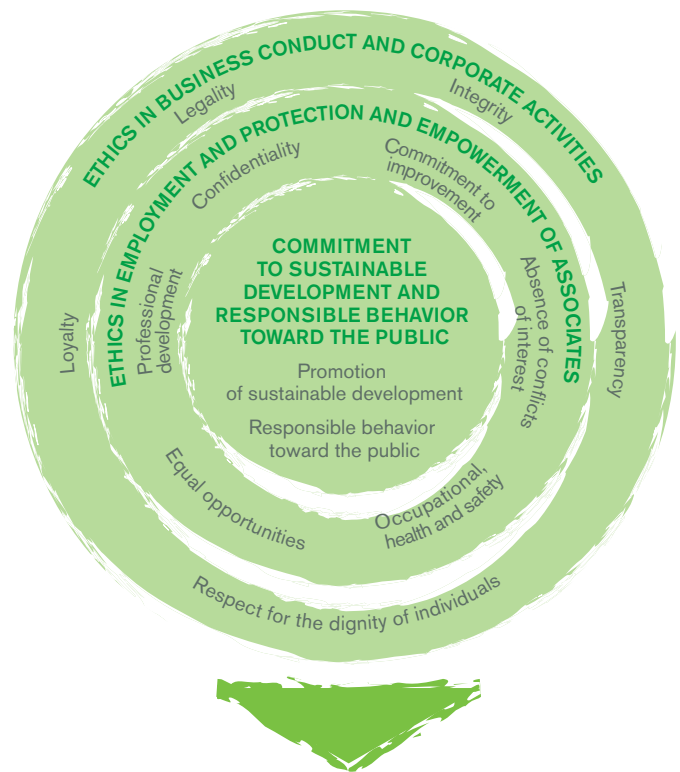 ETHICS IN BUSINESS CONDUCT AND CORPORATE ACTIVITIES
Legality
Integrity
Loyalty
Transparency
Respect for the dignity of individuals
ETHICS IN EMPLOYMENT AND PROTECTION AND EMPOWERMENT OF ASSOCIATES
Confidentiality
Commitment to
improvement
Professional
development
Absence of conflicts
of interest
Equal opportunities
Occupational,
health and safety
COMMITMENT
TO SUSTAINABLE
DEVELOPMENT AND
RESPONSIBLE BEHAVIOR
TOWARD THE PUBLIC
Promotion
of sustainable development
Responsible behavior
toward the public